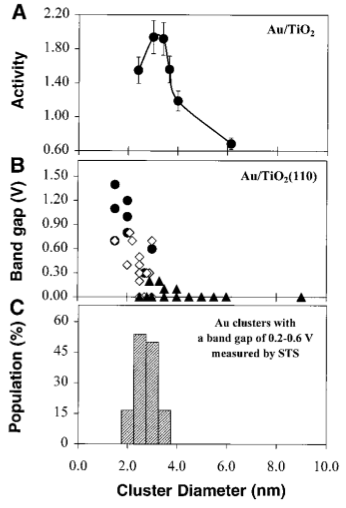 A
2.20
Au/TiO₂
1.80
1.40
1.00
0.60
Activity
B
1.50
Au/TiO₂(110)
1.20
0.90
0.60
0.30
0.00
Band gap (V)
C
60
Au clusters with
a band gap of 0.2-0.6 V
measured by STS
45
30
15
0
Population (%)
0.0 2.0 4.0 6.0 8.0 10.0
Cluster Diameter (nm)